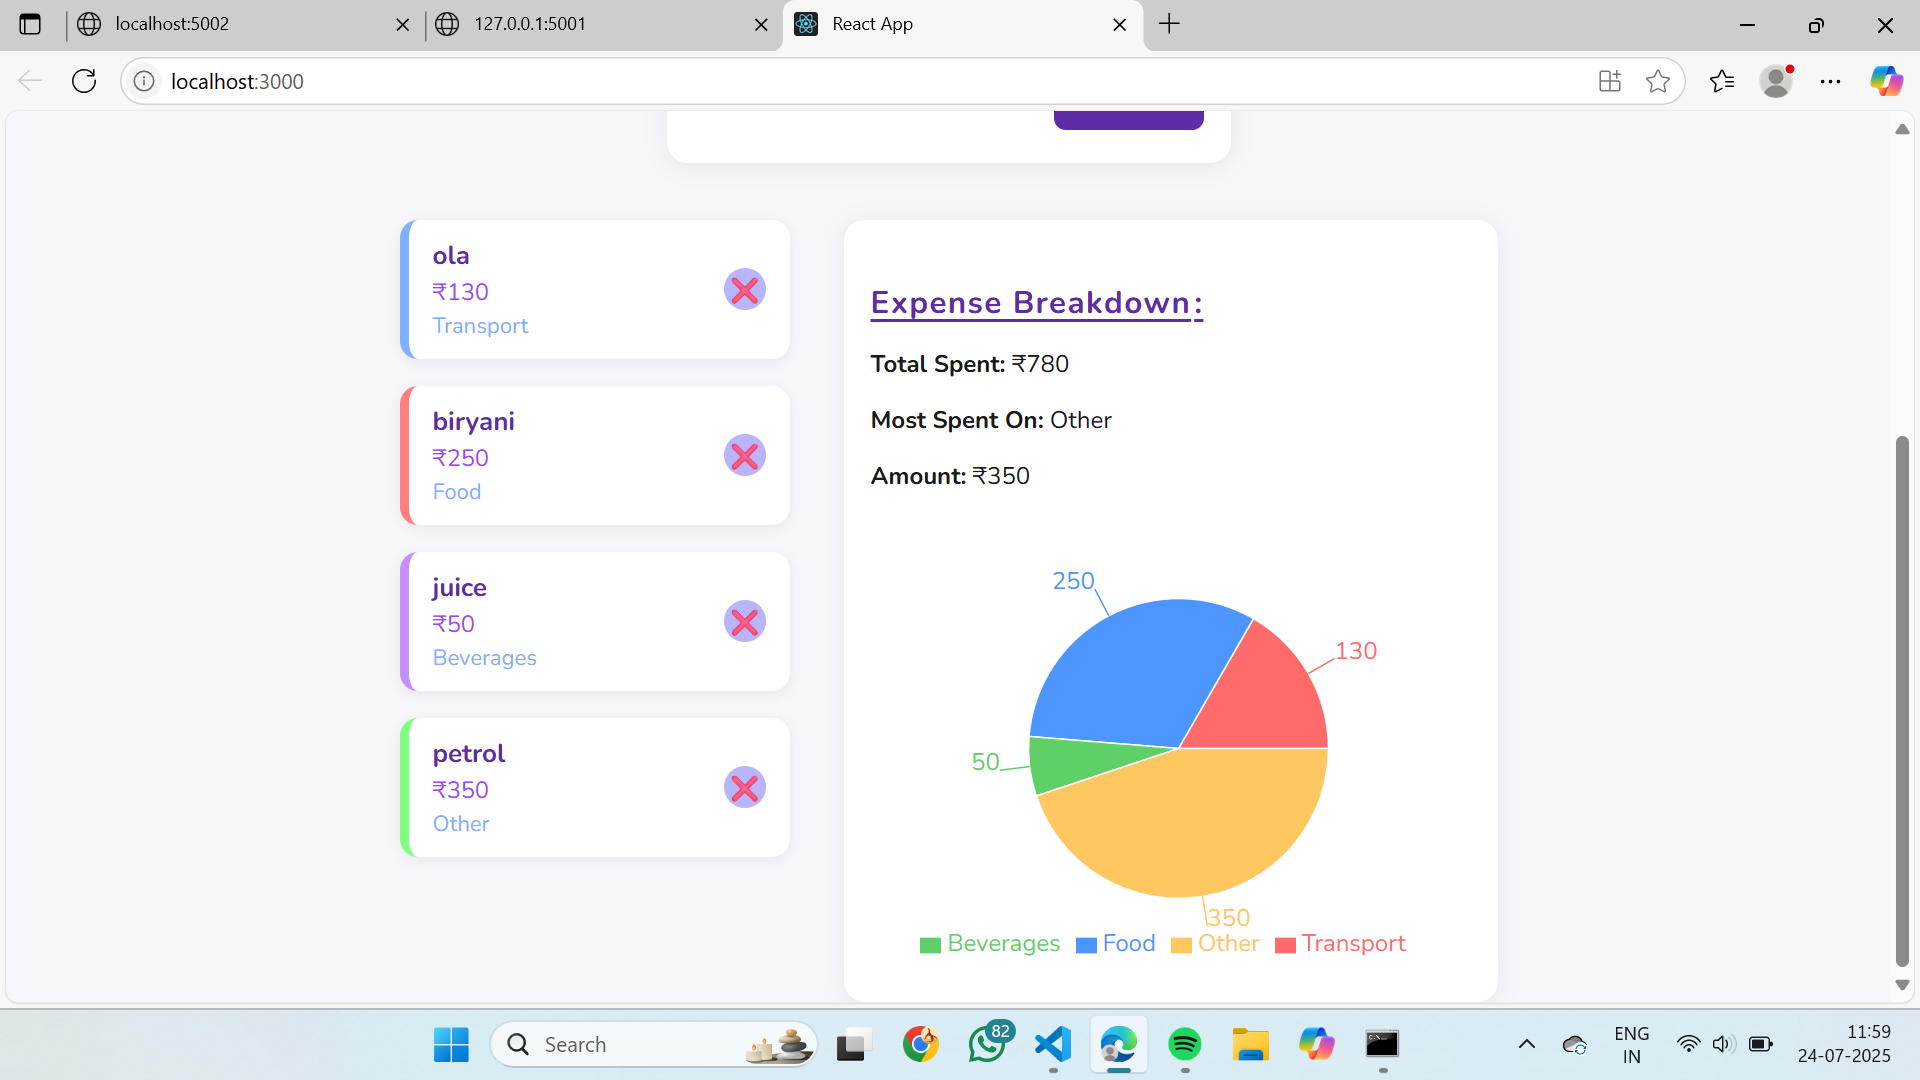 localhost:5002
127.0.0.1:5001
React App
localhost:3000
ola
₹130
Transport
biryani
₹250
Food
juice
₹50
Beverages
petrol
₹350
Other
Expense Breakdown:
Total Spent: ₹780
Most Spent On: Other
Amount: ₹350
250
130
50
350
Beverages Food Other Transport
Search
82
ENG
IN
11:59
24-07-2025